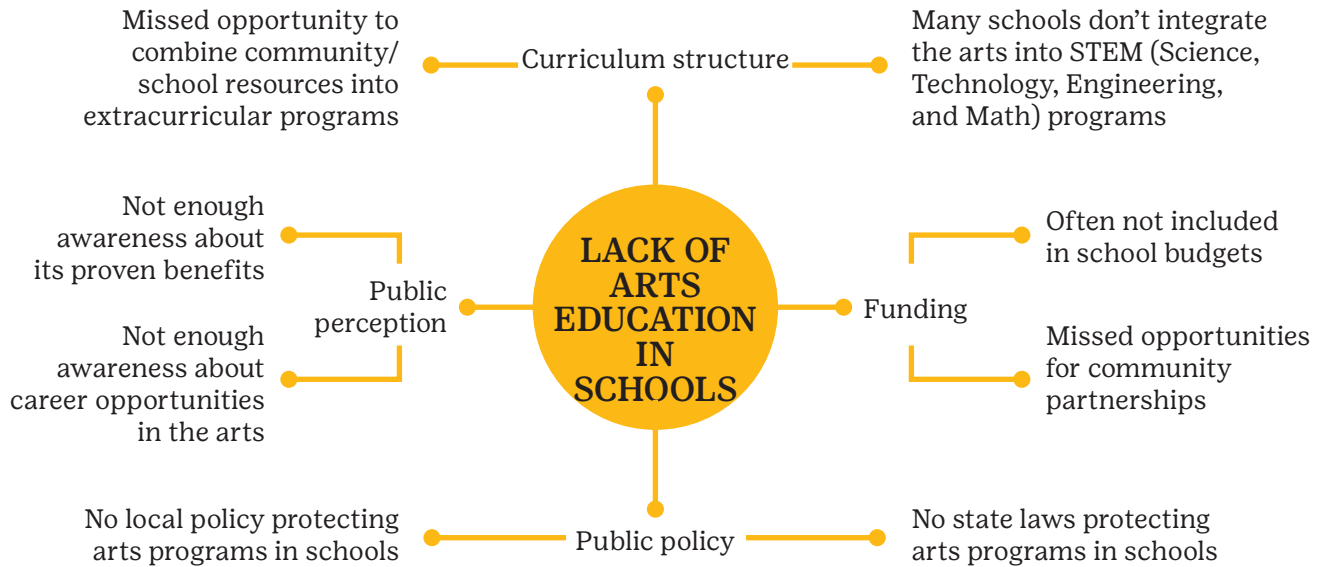 Missed opportunity to
combine community/
school resources into
extracurricular programs
Curriculum structure
Many schools don’t integrate
the arts into STEM (Science,
Technology, Engineering,
and Math) programs
Not enough
awareness about
its proven benefits
Public
perception
Not enough
awareness about
career opportunities
in the arts
LACK OF
ARTS
EDUCATION
IN
SCHOOLS
Often not included
in school budgets
Funding
Missed opportunities
for community
partnerships
No local policy protecting
arts programs in schools
Public policy
No state laws protecting
arts programs in schools